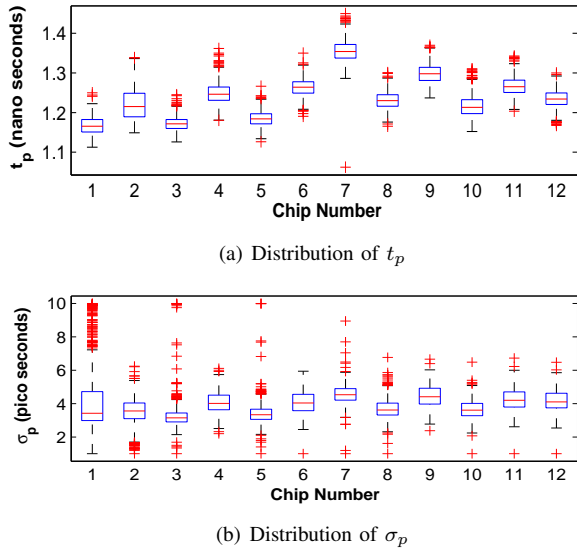 t_p (nano seconds)
1.4
1.3
1.2
1.1
1 2 3 4 5 6 7 8 9 10 11 12
Chip Number
(a) Distribution of t_p
σ_p (pico seconds)
10
8
6
4
2
1 2 3 4 5 6 7 8 9 10 11 12
Chip Number
(b) Distribution of σ_p